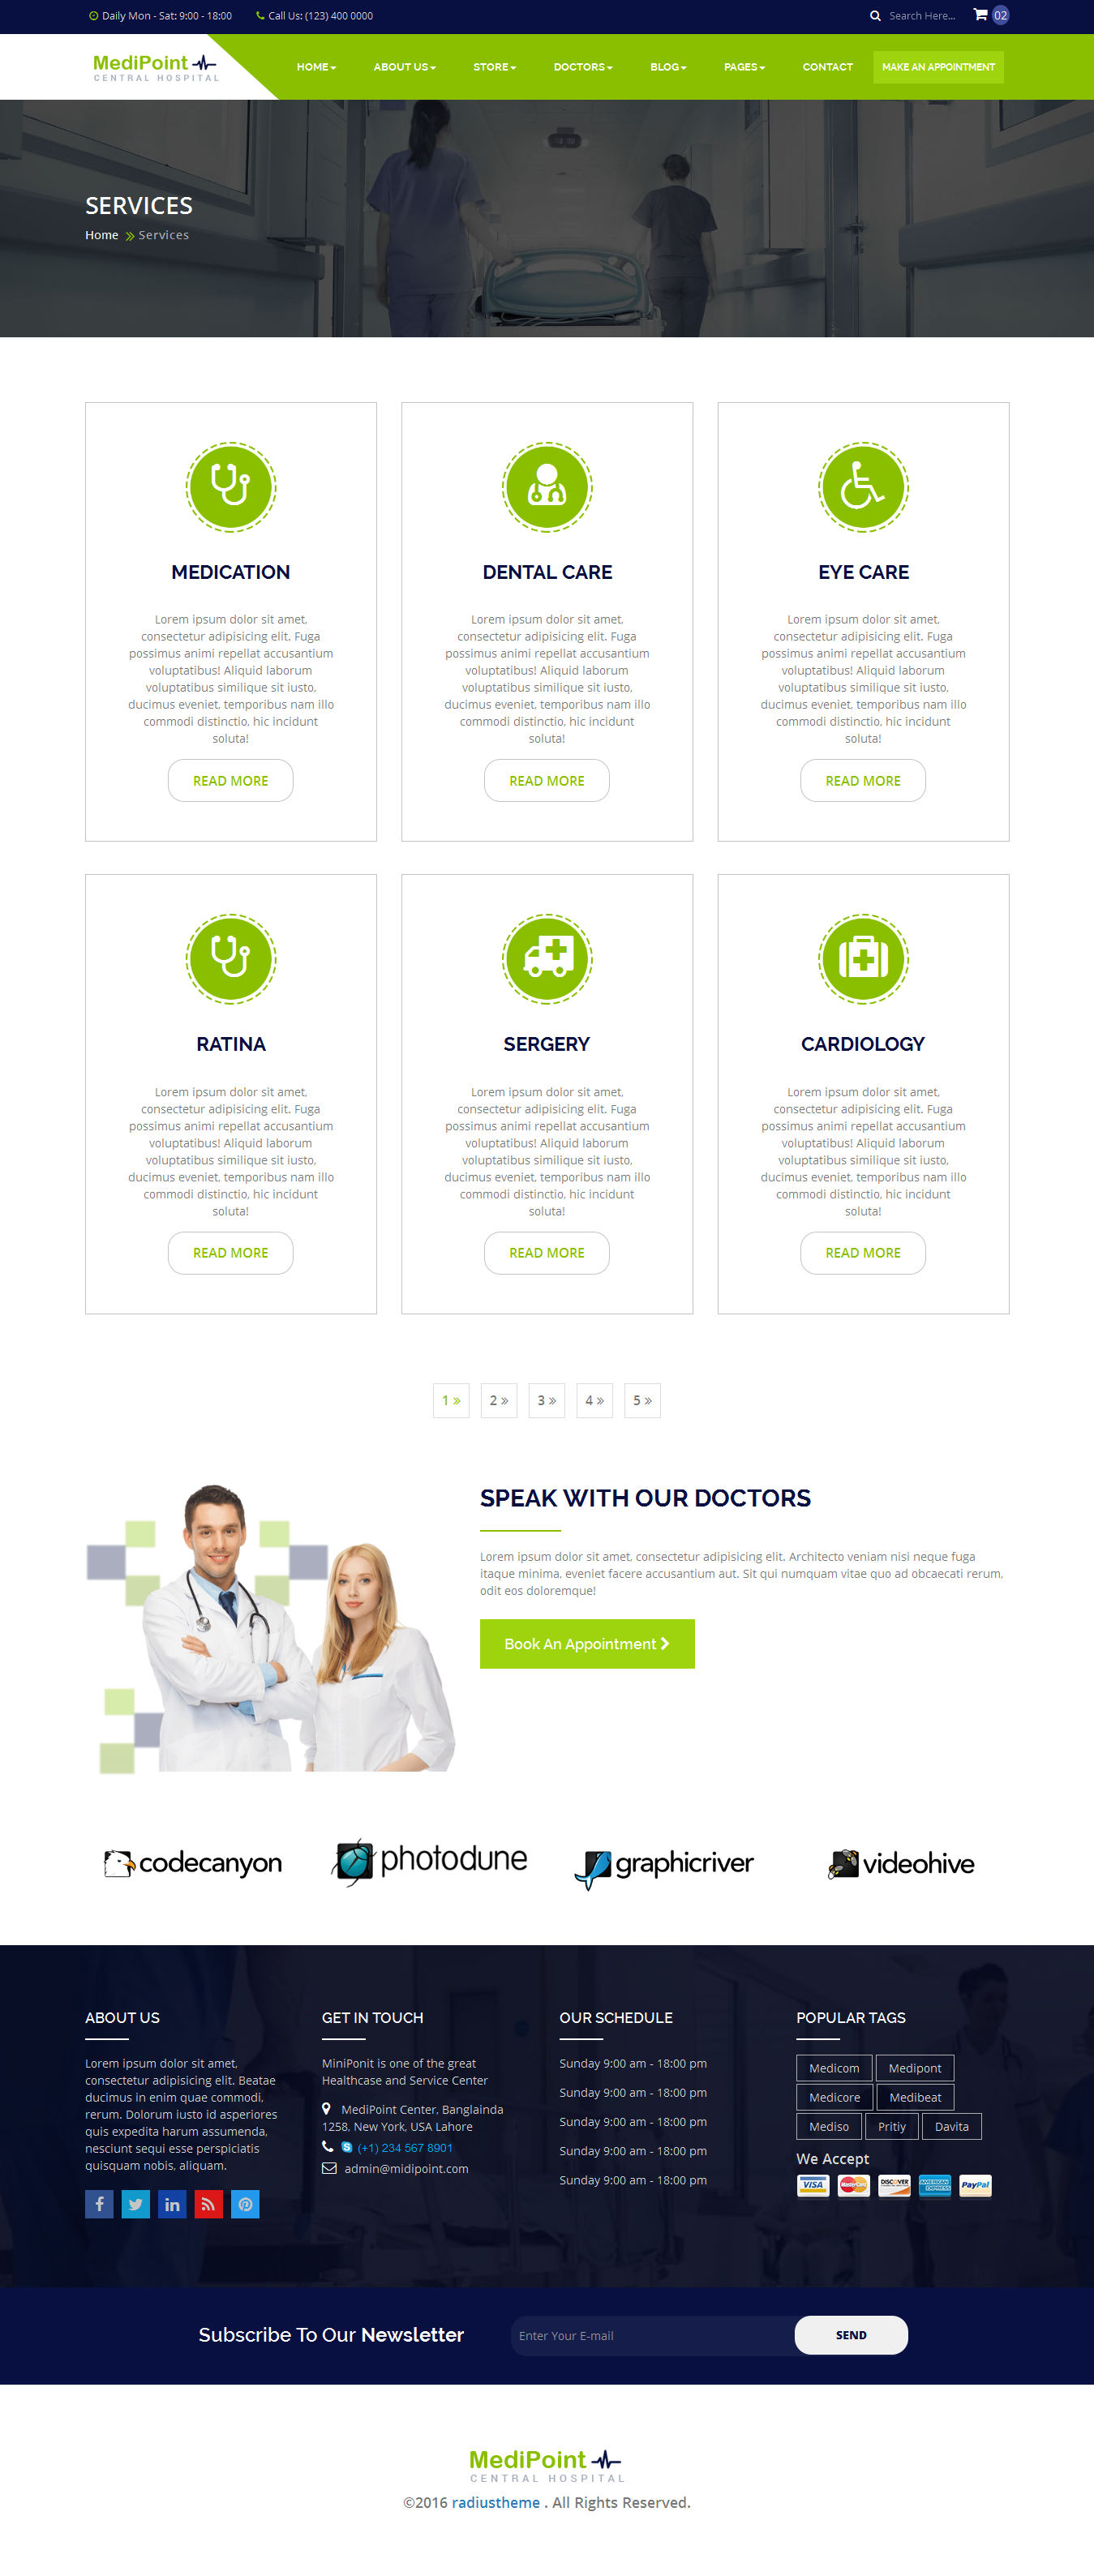 Daily Mon - Sat: 9:00 - 18:00 Call Us: (123) 400 0000 Search Here... 02
MediPoint
CENTRAL HOSPITAL
HOME ABOUT US STORE DOCTORS BLOG PAGES CONTACT MAKE AN APPOINTMENT
SERVICES
Home Services
MEDICATION
Lorem ipsum dolor sit amet,
consectetur adipisicing elit. Fuga
possimus animi repellat accusantium
voluptatibus! Aliquid laborum
voluptatibus similique sit iusto,
ducimus eveniet, temporibus nam illo
commodi distinctio, hic incidunt
soluta!
READ MORE
DENTAL CARE
Lorem ipsum dolor sit amet,
consectetur adipisicing elit. Fuga
possimus animi repellat accusantium
voluptatibus! Aliquid laborum
voluptatibus similique sit iusto,
ducimus eveniet, temporibus nam illo
commodi distinctio, hic incidunt
soluta!
READ MORE
EYE CARE
Lorem ipsum dolor sit amet,
consectetur adipisicing elit. Fuga
possimus animi repellat accusantium
voluptatibus! Aliquid laborum
voluptatibus similique sit iusto,
ducimus eveniet, temporibus nam illo
commodi distinctio, hic incidunt
soluta!
READ MORE
RATINA
Lorem ipsum dolor sit amet,
consectetur adipisicing elit. Fuga
possimus animi repellat accusantium
voluptatibus! Aliquid laborum
voluptatibus similique sit iusto,
ducimus eveniet, temporibus nam illo
commodi distinctio, hic incidunt
soluta!
READ MORE
SERGERY
Lorem ipsum dolor sit amet,
consectetur adipisicing elit. Fuga
possimus animi repellat accusantium
voluptatibus! Aliquid laborum
voluptatibus similique sit iusto,
ducimus eveniet, temporibus nam illo
commodi distinctio, hic incidunt
soluta!
READ MORE
CARDIOLOGY
Lorem ipsum dolor sit amet,
consectetur adipisicing elit. Fuga
possimus animi repellat accusantium
voluptatibus! Aliquid laborum
voluptatibus similique sit iusto,
ducimus eveniet, temporibus nam illo
commodi distinctio, hic incidunt
soluta!
READ MORE
1 » 2 » 3 » 4 » 5 »
SPEAK WITH OUR DOCTORS
Lorem ipsum dolor sit amet, consectetur adipisicing elit. Architecto veniam nisi neque fuga
itaque minima, eveniet facere accusantium aut. Sit qui numquam vitae quo ad obcaecati rerum,
odit eos doloremque!
Book An Appointment
codecanyon photodune graphicriver videohive
ABOUT US
Lorem ipsum dolor sit amet,
consectetur adipisicing elit. Beatae
ducimus in enim quae commodi,
rerum. Dolorum iusto id asperiores
quis expedita harum assumenda,
nesciunt sequi esse perspiciatis
quisquam nobis, aliquam.
GET IN TOUCH
MiniPonit is one of the great
Healthcase and Service Center
MediPoint Center, Banglainda
1258, New York, USA Lahore
(+1) 234 567 8901
admin@midipoint.com
OUR SCHEDULE
Sunday 9:00 am - 18:00 pm
Sunday 9:00 am - 18:00 pm
Sunday 9:00 am - 18:00 pm
Sunday 9:00 am - 18:00 pm
Sunday 9:00 am - 18:00 pm
POPULAR TAGS
Medicom Medipont
Medicore Medibeat
Mediso Pritiy Davita
We Accept
VISA MasterCard DISCOVER AMERICAN EXPRESS PayPal
Subscribe To Our Newsletter Enter Your E-mail SEND
MediPoint
CENTRAL HOSPITAL
©2016 radiustheme . All Rights Reserved.